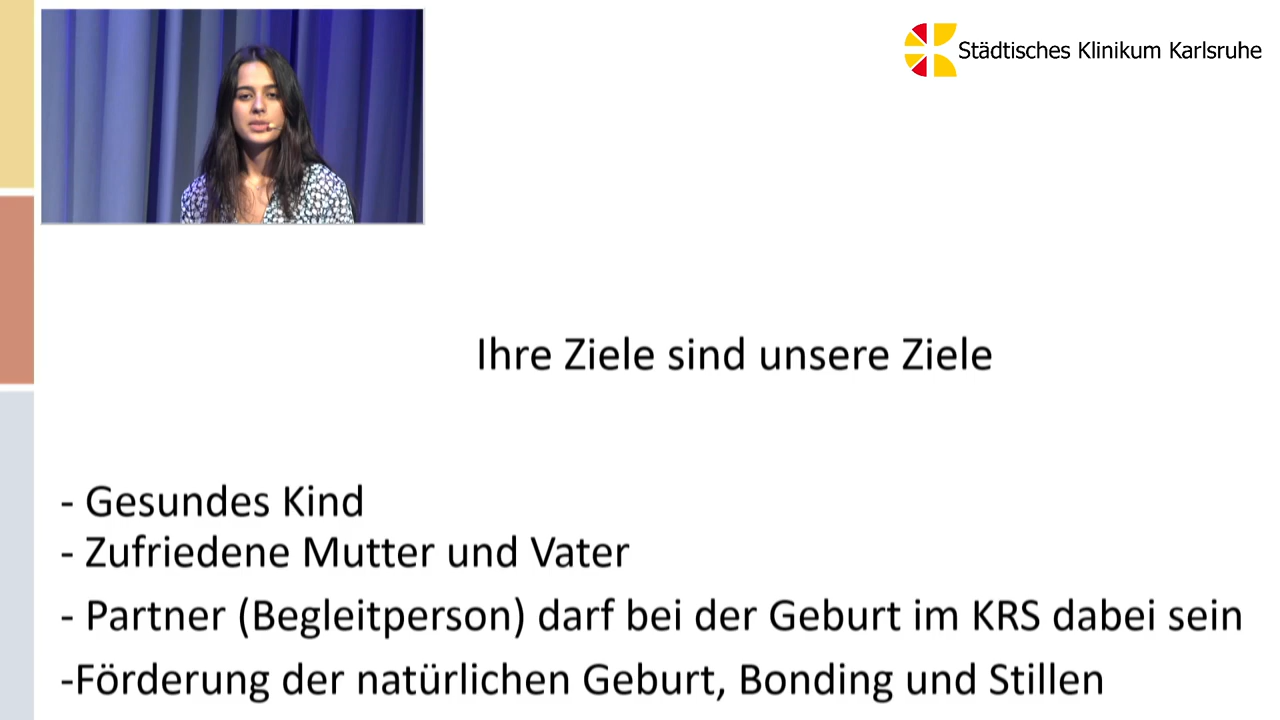 Städtisches Klinikum Karlsruhe
Ihre Ziele sind unsere Ziele
- Gesundes Kind
- Zufriedene Mutter und Vater
- Partner (Begleitperson) darf bei der Geburt im KRS dabei sein
-Förderung der natürlichen Geburt, Bonding und Stillen